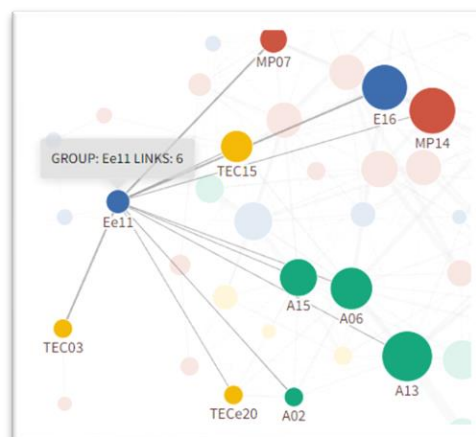 MP07
E16
MP14
TEC15
GROUP: Ee11 LINKS: 6
Ee11
A15
A06
TEC03
A13
TECe20
A02